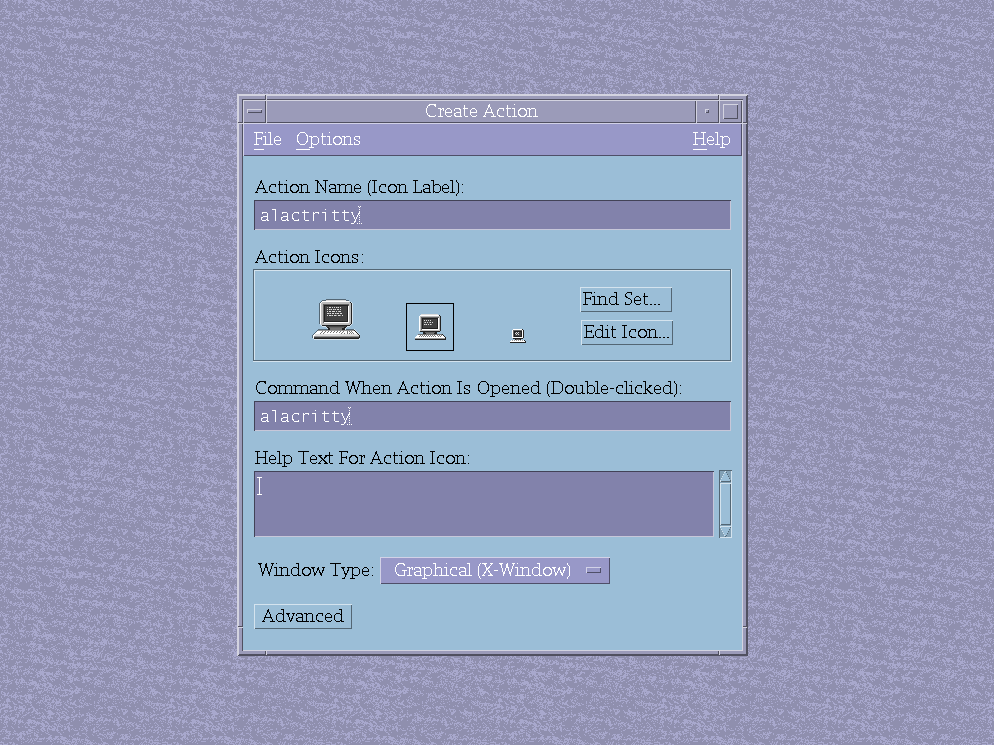 Create Action
File Options Help
Action Name (Icon Label):
alactritty
Action Icons:
Find Set...
Edit Icon...
Command When Action Is Opened (Double-clicked):
alacritty
Help Text For Action Icon:
Window Type: Graphical (X-Window)
Advanced